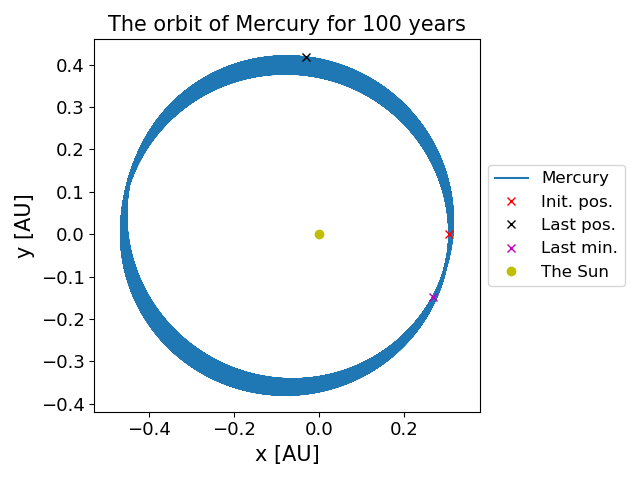 The orbit of Mercury for 100 years
0.4
0.3
0.2
0.1
0.0
−0.1
−0.2
−0.3
−0.4
y [AU]
−0.4
−0.2
0.0
0.2
x [AU]
Mercury
Init. pos.
Last pos.
Last min.
The Sun